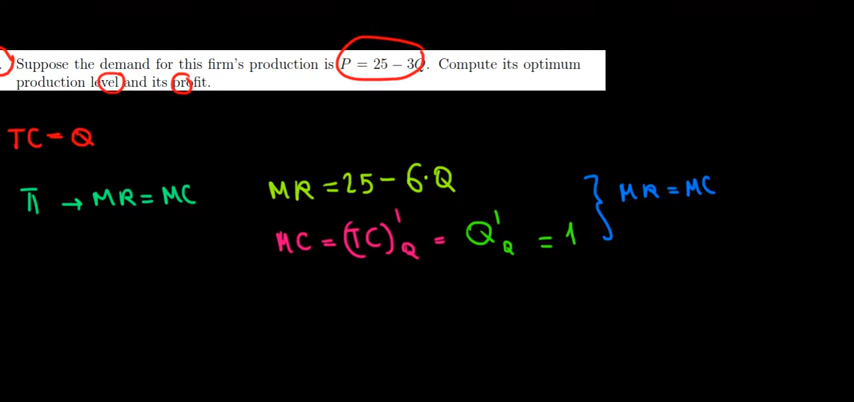 . Suppose the demand for this firm's production is P = 25 − 3Q. Compute its optimum
production level and its profit.
TC = Q
π → MR = MC
MR = 25 − 6·Q
MC = (TC)'Q = Q'Q = 1
} MR = MC